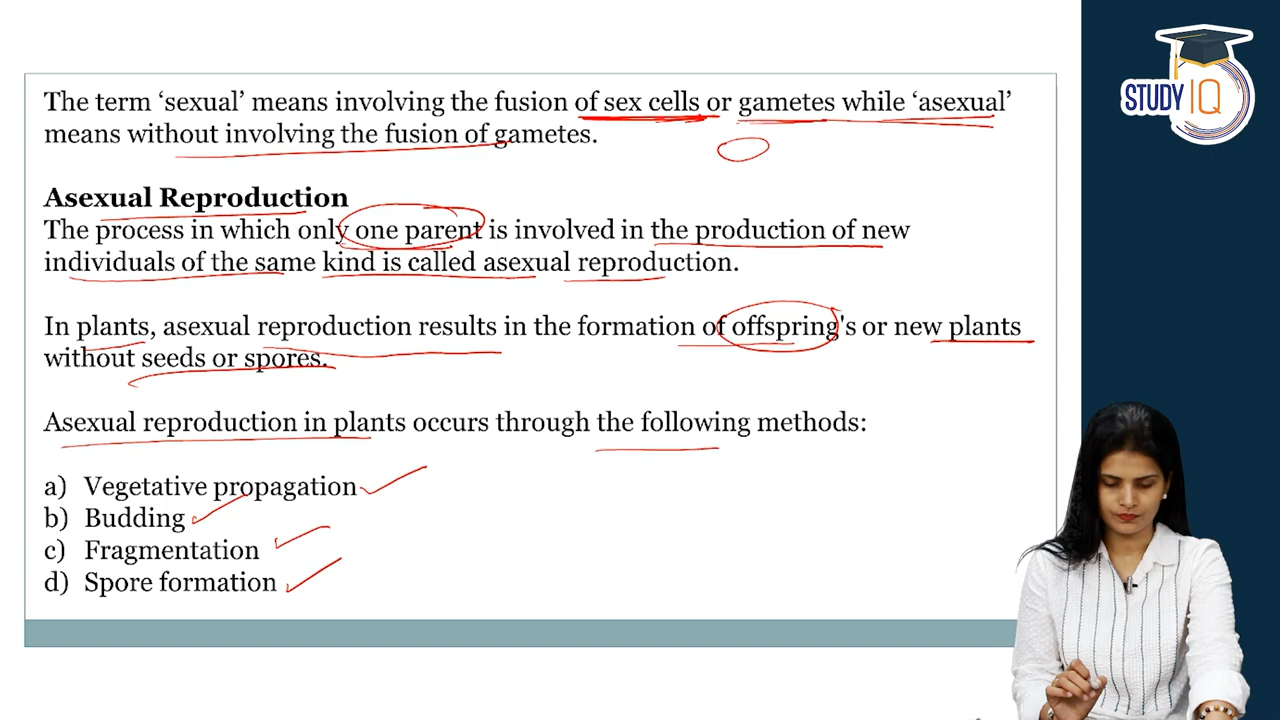 The term ‘sexual’ means involving the fusion of sex cells or gametes while ‘asexual’
means without involving the fusion of gametes.
Asexual Reproduction
The process in which only one parent is involved in the production of new
individuals of the same kind is called asexual reproduction.
In plants, asexual reproduction results in the formation of offspring's or new plants
without seeds or spores.
Asexual reproduction in plants occurs through the following methods:
a) Vegetative propagation
b) Budding
c) Fragmentation
d) Spore formation
STUDY IQ